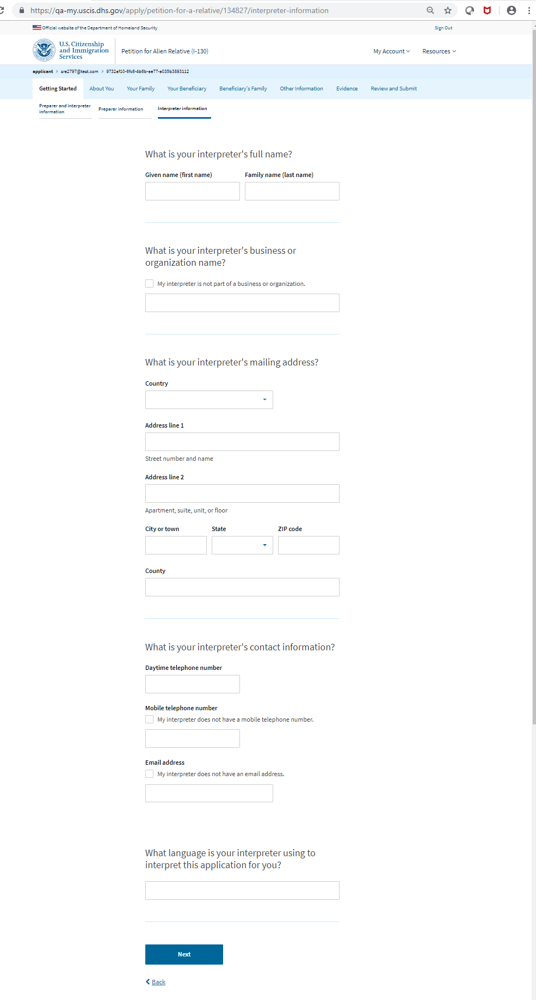 https://qa-my.uscis.dhs.gov/apply/petition-for-a-relative/134827/interpreter-information
Official website of the Department of Homeland Security
Sign Out
U.S. Citizenship
and Immigration
Services
Petition for Alien Relative (I-130)
My Account
Resources
applicant > sra2797@test.com > 9732af10-6fc6-4b6b-ae77-a035b3893112
Getting Started
About You
Your Family
Your Beneficiary
Beneficiary's Family
Other Information
Evidence
Review and Submit
Preparer and interpreter
information
Preparer information
Interpreter information
What is your interpreter's full name?
Given name (first name)
Family name (last name)
What is your interpreter's business or
organization name?
My interpreter is not part of a business or organization.
What is your interpreter's mailing address?
Country
Address line 1
Street number and name
Address line 2
Apartment, suite, unit, or floor
City or town
State
ZIP code
County
What is your interpreter's contact information?
Daytime telephone number
Mobile telephone number
My interpreter does not have a mobile telephone number.
Email address
My interpreter does not have an email address.
What language is your interpreter using to
interpret this application for you?
Next
Back